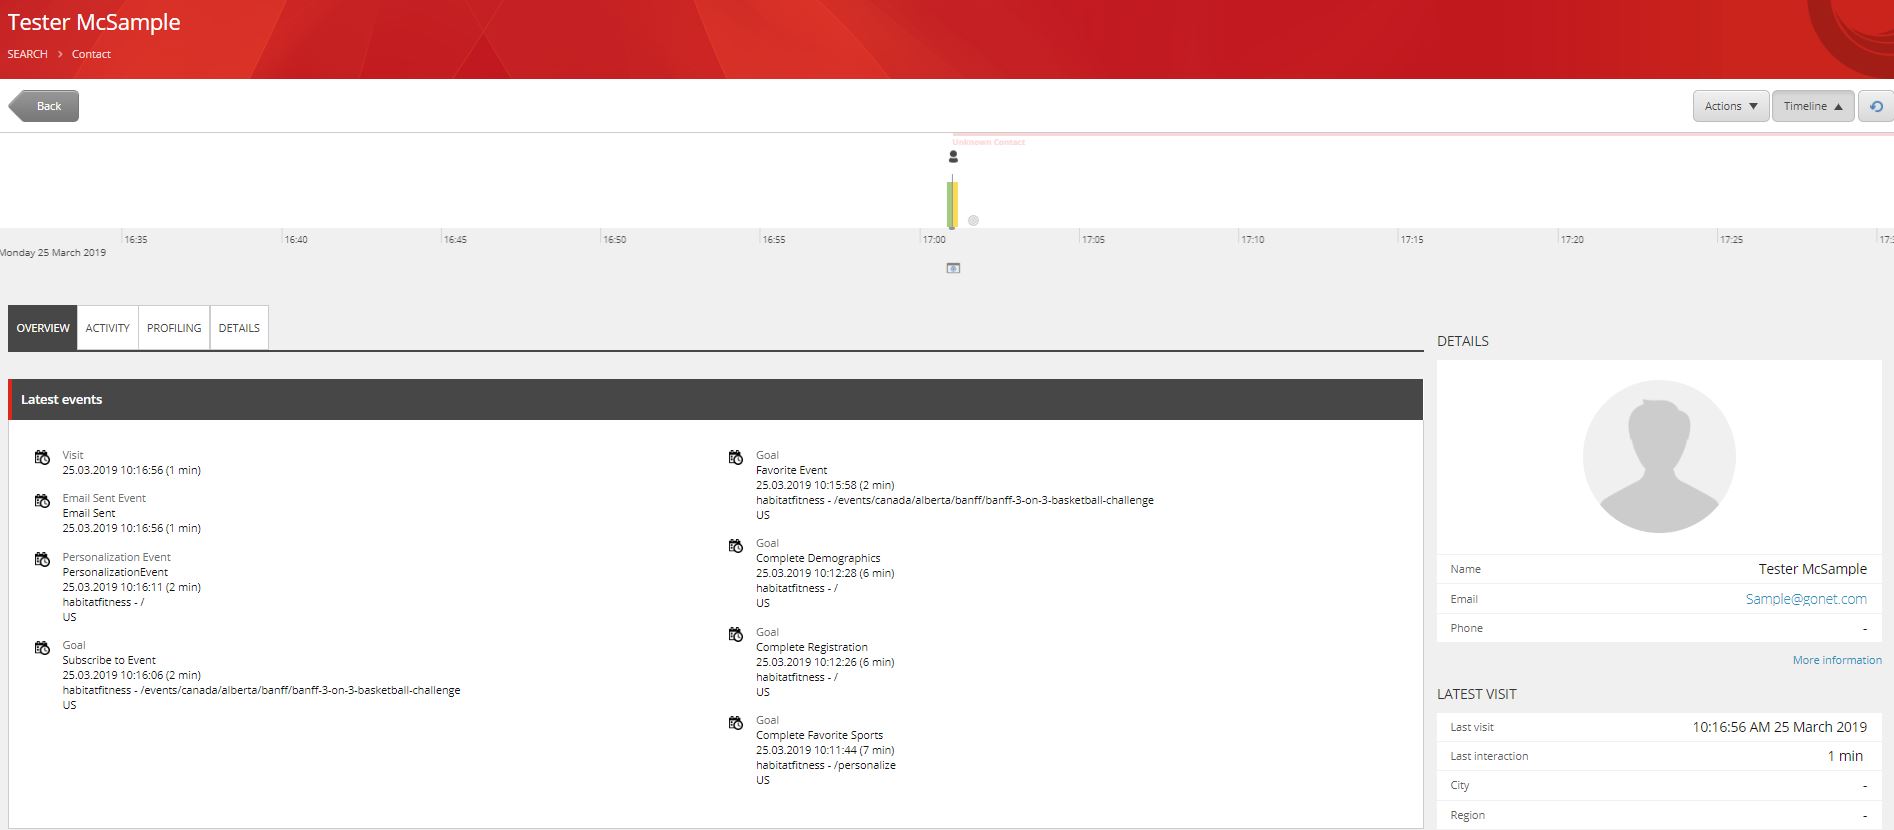 Tester McSample
SEARCH > Contact
Back
Actions
Timeline
Unknown Contact
16:35
16:40
16:45
16:50
16:55
17:00
17:05
17:10
17:15
17:20
17:25
Monday 25 March 2019
OVERVIEW
ACTIVITY
PROFILING
DETAILS
Latest events
Visit
25.03.2019 10:16:56 (1 min)
Email Sent Event
Email Sent
25.03.2019 10:16:56 (1 min)
Personalization Event
PersonalizationEvent
25.03.2019 10:16:11 (2 min)
habitatfitness - /
US
Goal
Subscribe to Event
25.03.2019 10:16:06 (2 min)
habitatfitness - /events/canada/alberta/banff/banff-3-on-3-basketball-challenge
US
Goal
Favorite Event
25.03.2019 10:15:58 (2 min)
habitatfitness - /events/canada/alberta/banff/banff-3-on-3-basketball-challenge
US
Goal
Complete Demographics
25.03.2019 10:12:28 (6 min)
habitatfitness - /
US
Goal
Complete Registration
25.03.2019 10:12:26 (6 min)
habitatfitness - /
US
Goal
Complete Favorite Sports
25.03.2019 10:11:44 (7 min)
habitatfitness - /personalize
US
DETAILS
Name Tester McSample
Email Sample@gonet.com
Phone -
More information
LATEST VISIT
Last visit 10:16:56 AM 25 March 2019
Last interaction 1 min
City -
Region -